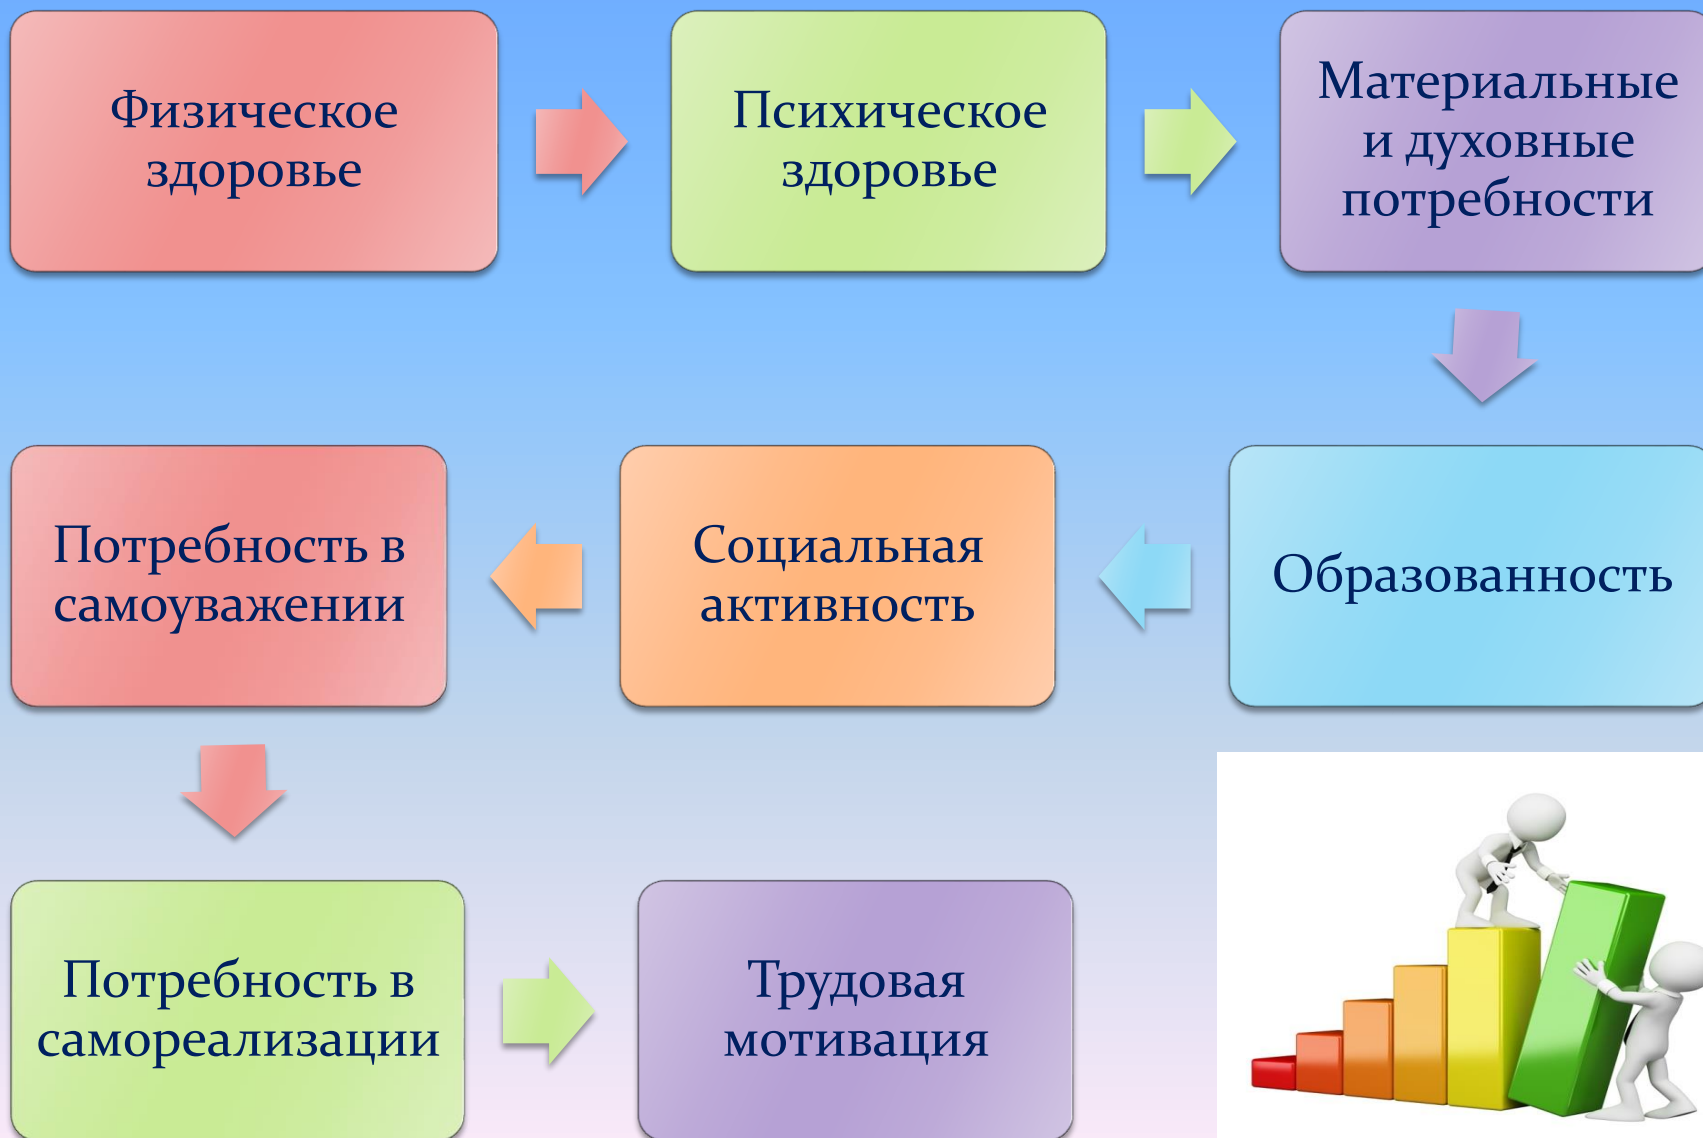 Физическое
здоровье
Психическое
здоровье
Материальные
и духовные
потребности
Образованность
Социальная
активность
Потребность в
самоуважении
Потребность в
самореализации
Трудовая
мотивация